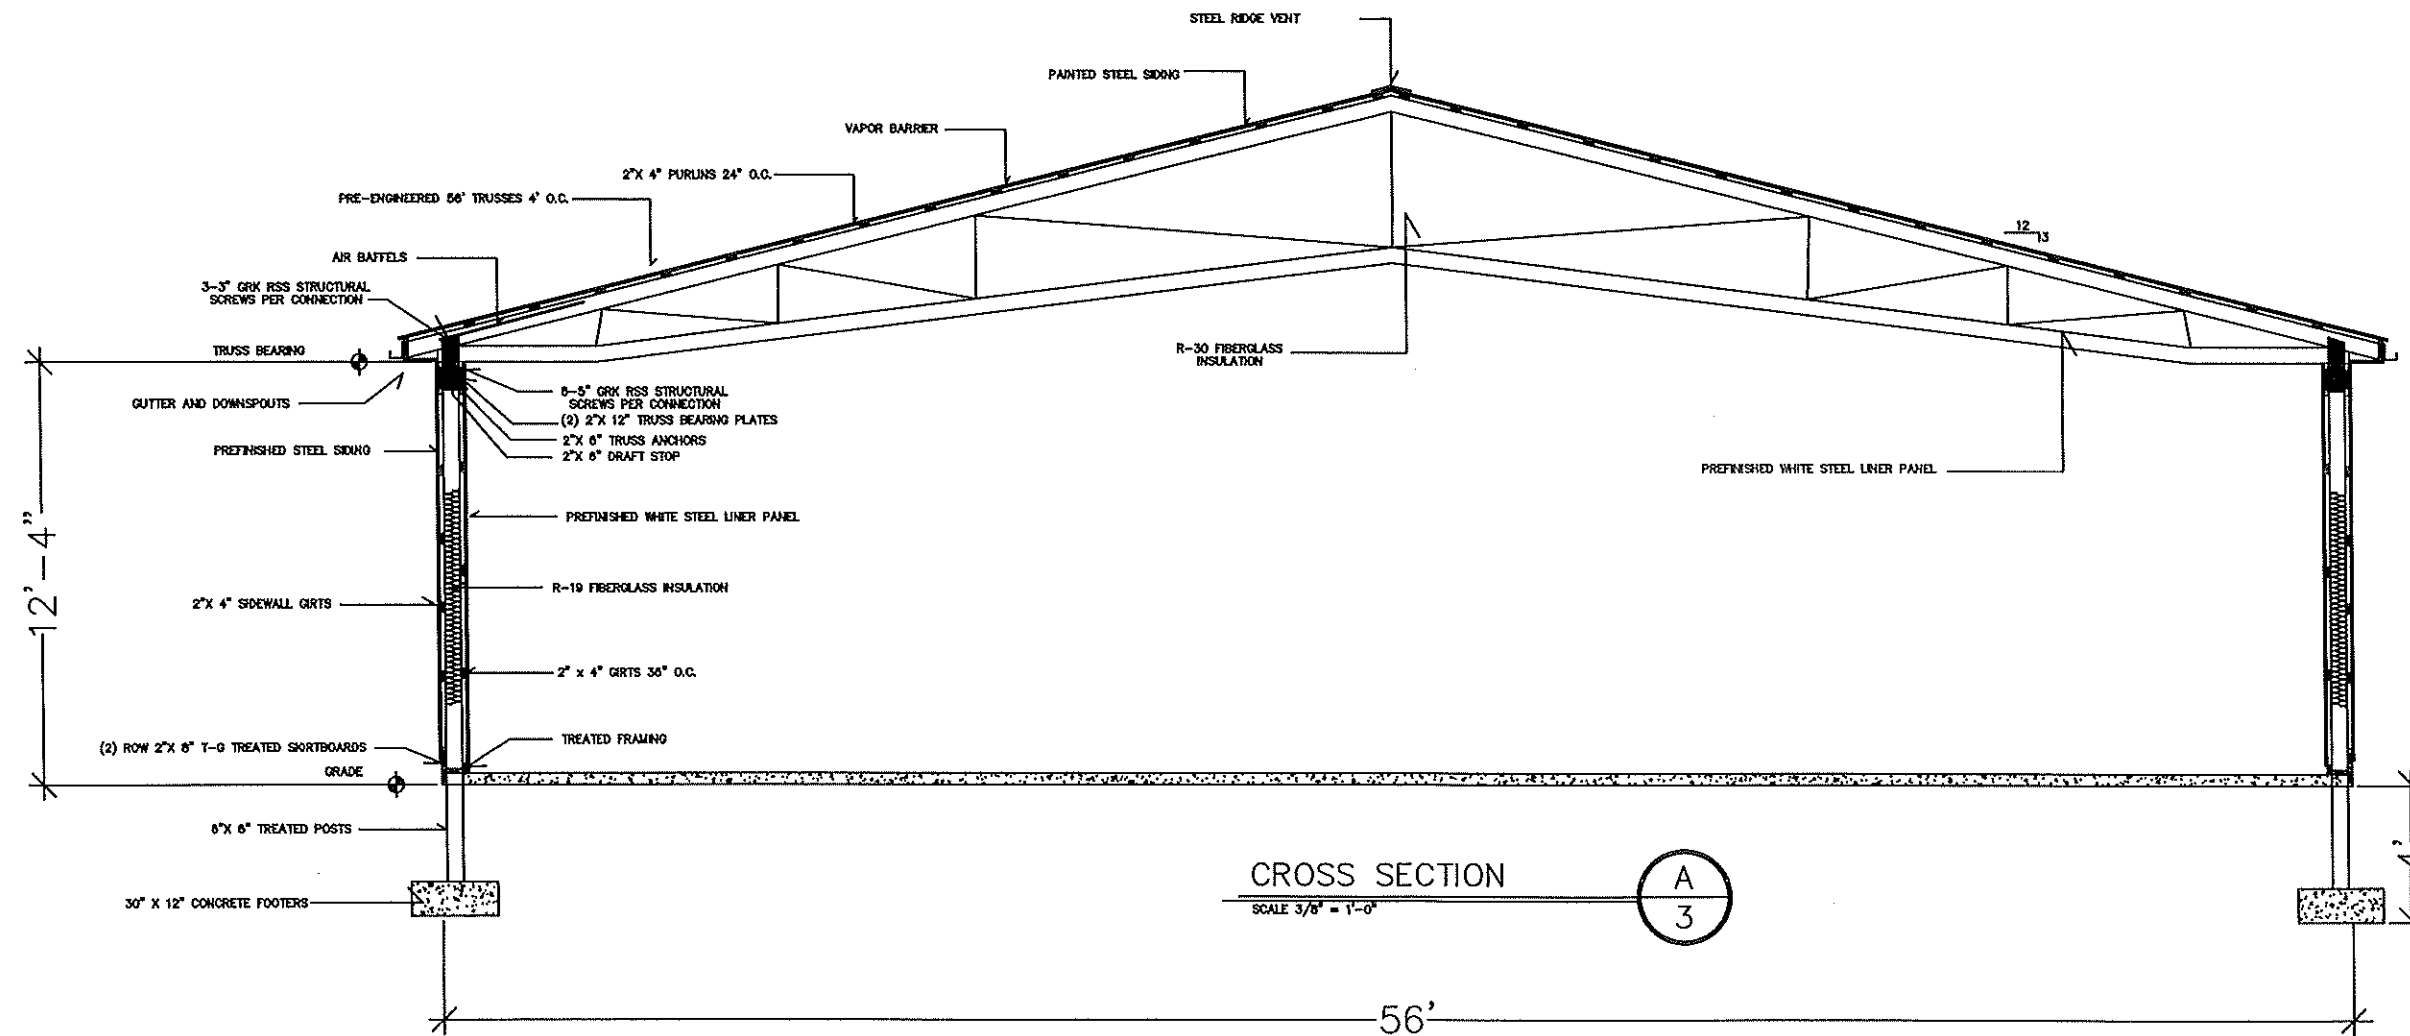 STEEL RIDGE VENT
PAINTED STEEL SIDING
VAPOR BARRIER
2"X 4" PURLINS 24" O.C.
PRE-ENGINEERED 56' TRUSSES 4' O.C.
12
3
AIR BAFFELS
3-3" GRK RSS STRUCTURAL
SCREWS PER CONNECTION
TRUSS BEARING
R-30 FIBERGLASS
INSULATION
GUTTER AND DOWNSPOUTS
GRK RSS STRUCTURAL
SCREWS PER CONNECTION
(2) 2"X 12" TRUSS BEARING PLATES
2"X 6" TRUSS ANCHORS
2"X 6" DRAFT STOP
PREFINISHED STEEL SIDING
PREFINISHED WHITE STEEL LINER PANEL
PREFINISHED WHITE STEEL LINER PANEL
12'-4"
R-19 FIBERGLASS INSULATION
2"X 4" SIDEWALL GIRTS
2" x 4" GIRTS 36" O.C.
TREATED FRAMING
(2) ROW 2"X 8" T-G TREATED SKIRTBOARDS
GRADE
6"X 6" TREATED POSTS
4'
30" X 12" CONCRETE FOOTERS
CROSS SECTION
SCALE 3/8" = 1'-0"
A
3
56'